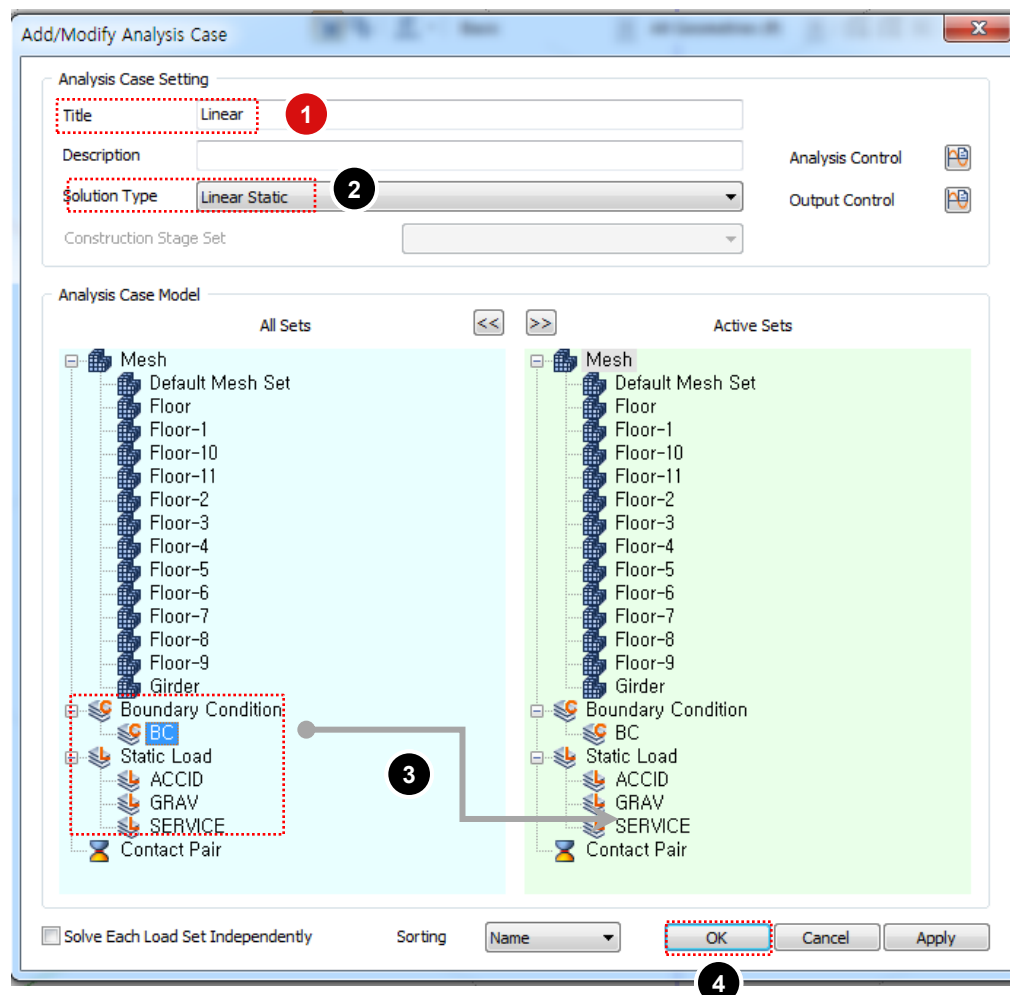 Add/Modify Analysis Case
Analysis Case Setting
Title Linear 1
Description Analysis Control
Solution Type Linear Static 2 Output Control
Construction Stage Set
Analysis Case Model
All Sets << >> Active Sets
Mesh Mesh
Default Mesh Set Default Mesh Set
Floor Floor
Floor-1 Floor-1
Floor-10 Floor-10
Floor-11 Floor-11
Floor-2 Floor-2
Floor-3 Floor-3
Floor-4 Floor-4
Floor-5 Floor-5
Floor-6 Floor-6
Floor-7 Floor-7
Floor-8 Floor-8
Floor-9 Floor-9
Girder Girder
Boundary Condition Boundary Condition
BC BC
Static Load Static Load
ACCID 3 ACCID
GRAV GRAV
SERVICE SERVICE
Contact Pair Contact Pair
Solve Each Load Set Independently Sorting Name OK Cancel Apply
4